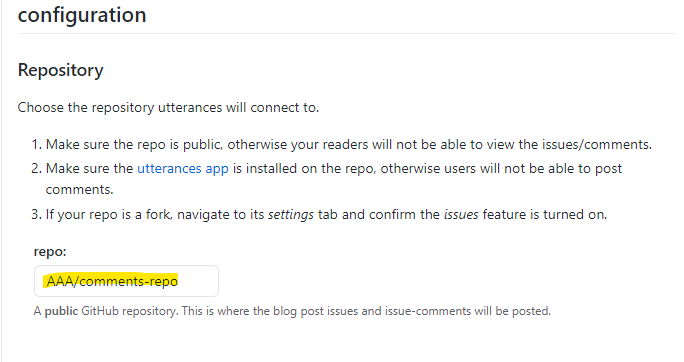 configuration
Repository
Choose the repository utterances will connect to.
1. Make sure the repo is public, otherwise your readers will not be able to view the issues/comments.
2. Make sure the utterances app is installed on the repo, otherwise users will not be able to post
comments.
3. If your repo is a fork, navigate to its settings tab and confirm the issues feature is turned on.
repo:
AAA/comments-repo
A public GitHub repository. This is where the blog post issues and issue-comments will be posted.